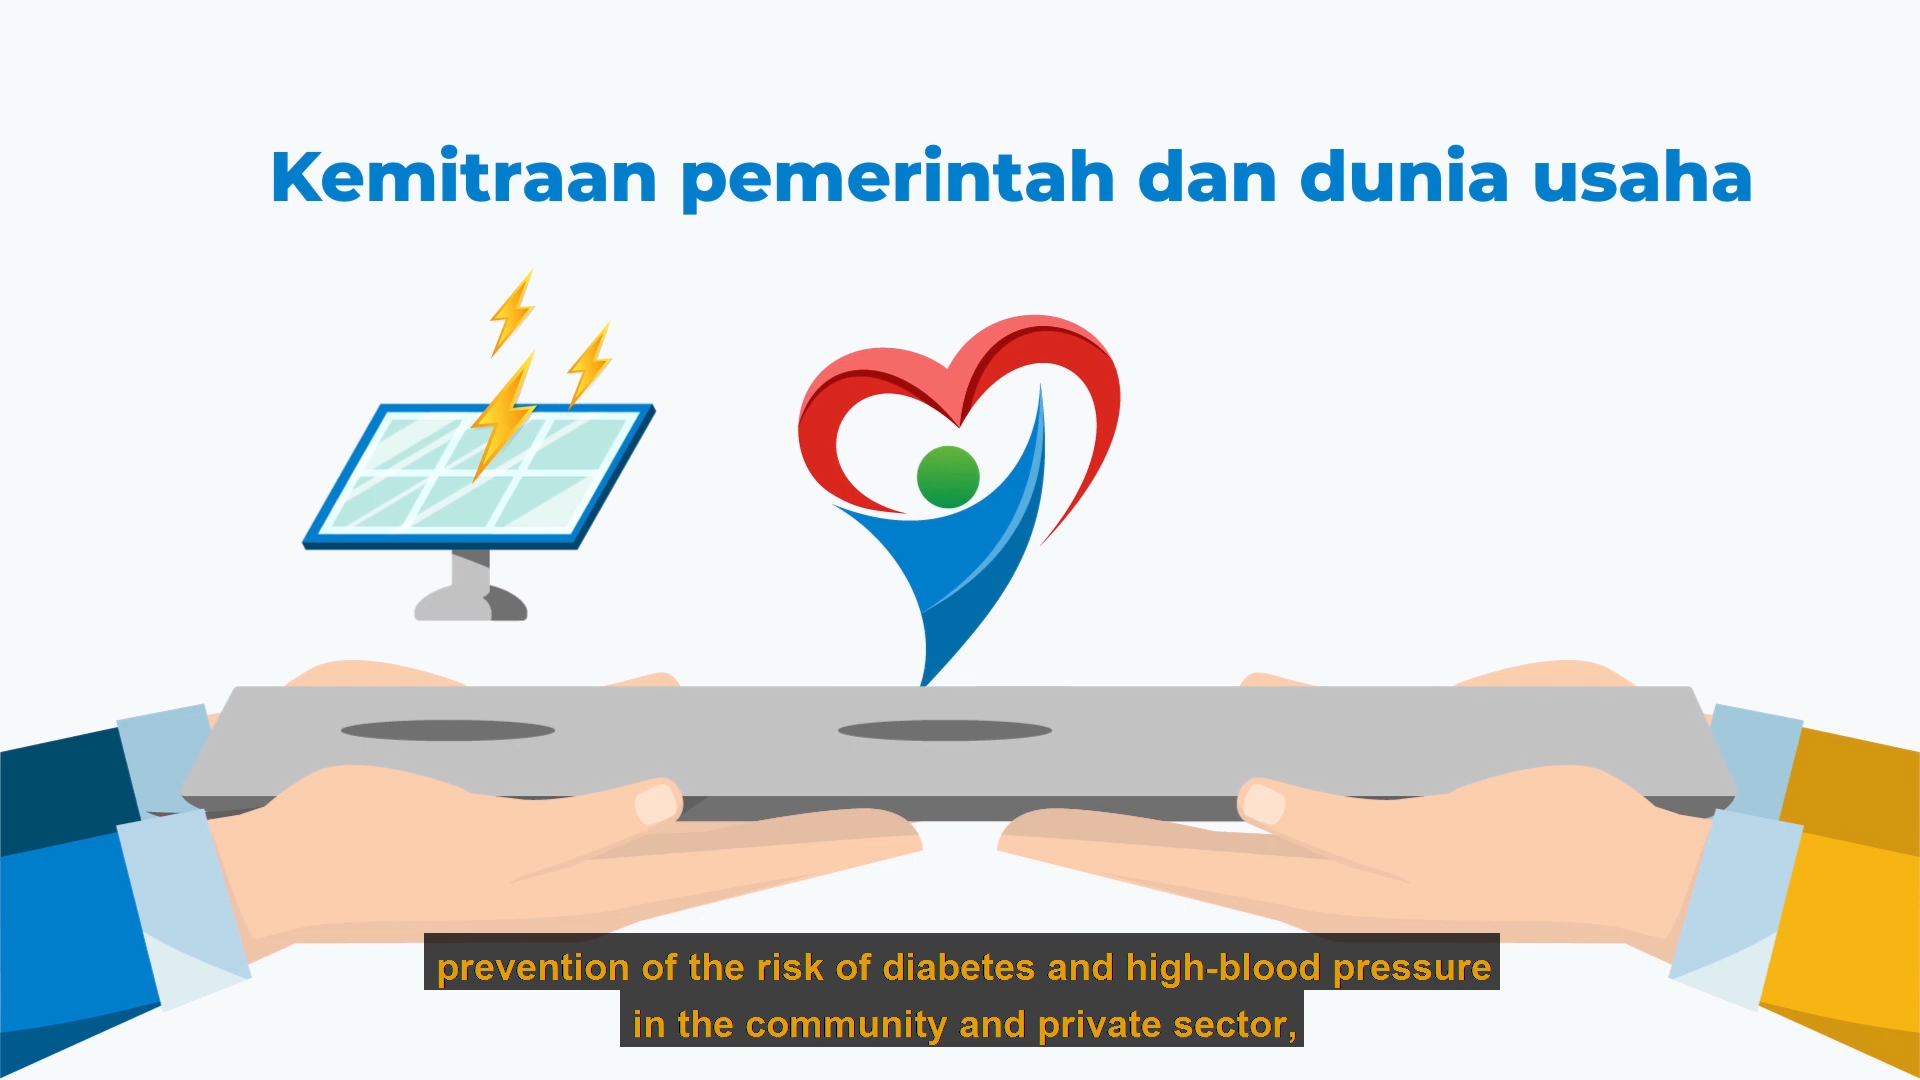 Kemitraan pemerintah dan dunia usaha
prevention of the risk of diabetes and high-blood pressure
in the community and private sector,